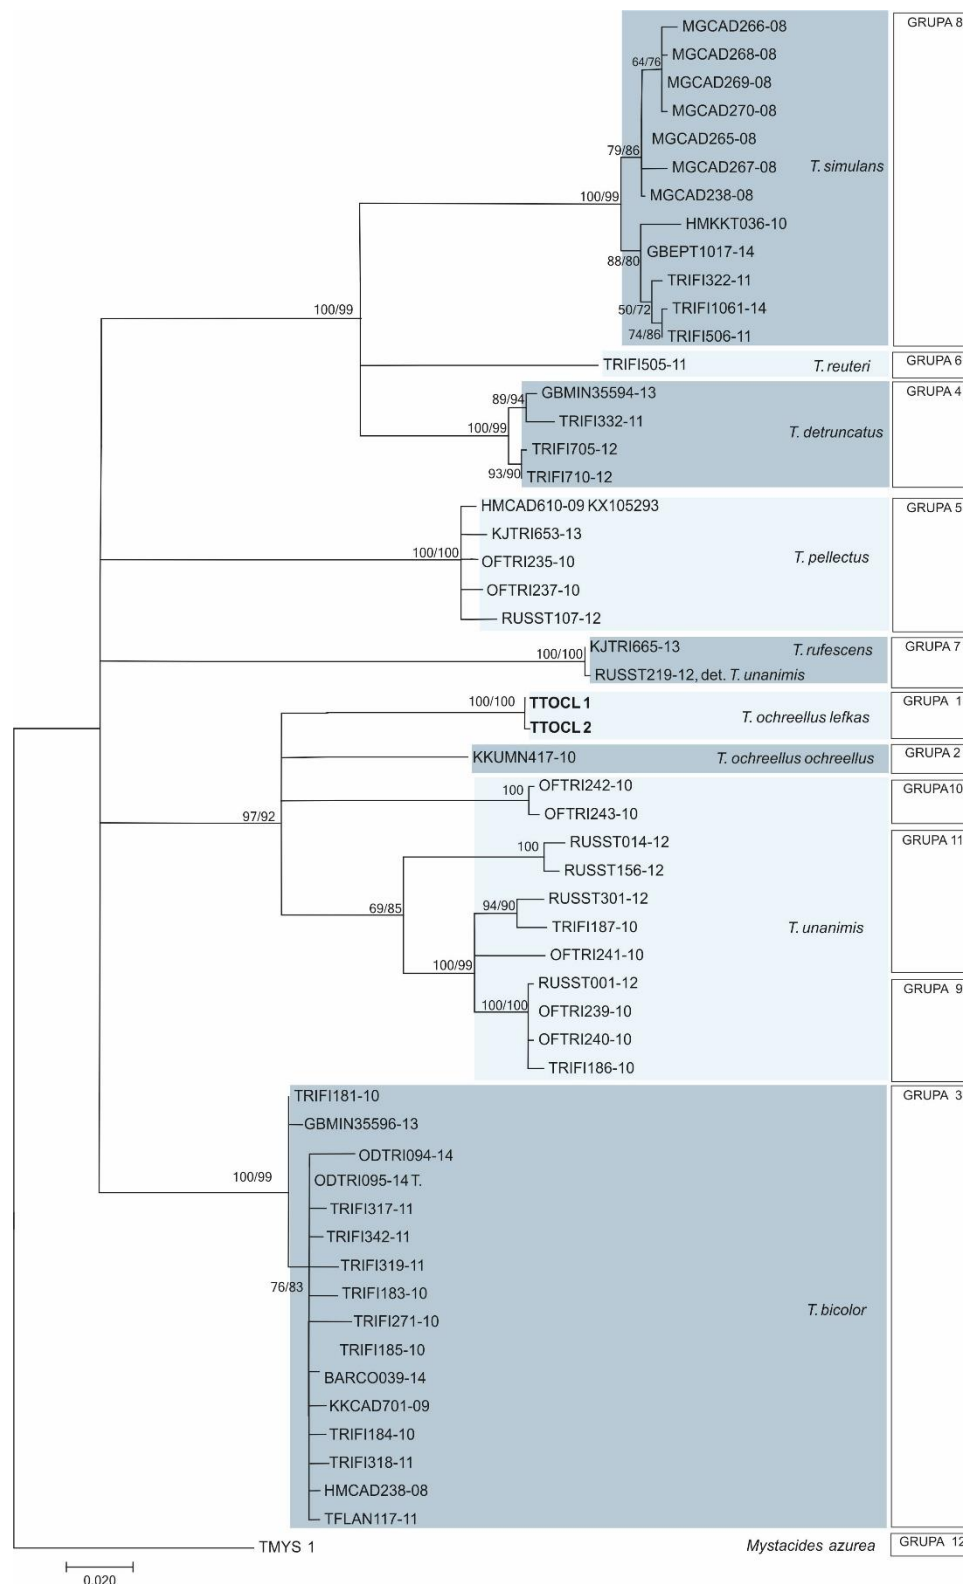 GRUPA 8
MGCAD266-08
MGCAD268-08
64/76
MGCAD269-08
MGCAD270-08
MGCAD265-08
79/86
MGCAD267-08
T. simulans
MGCAD238-08
100/99
HMKKT036-10
GBEPT1017-14
88/80
TRIFI322-11
50/72
TRIFI1061-14
74/86
TRIFI506-11
100/99
TRIFI505-11
T. reuteri
GRUPA 6
GBMIN35594-13
GRUPA 4
89/94
TRIFI332-11
100/99
T. detruncatus
TRIFI705-12
93/90
TRIFI710-12
HMCAD610-09 KX105293
GRUPA 5
KJTRI653-13
100/100
T. pellectus
OFTRI235-10
OFTRI237-10
RUSST107-12
KJTRI665-13
T. rufescens
GRUPA 7
100/100
RUSST219-12, det. T. unanimis
TTOCL 1
GRUPA 1
100/100
T. ochreellus lefkas
TTOCL 2
KKUMN417-10
T. ochreellus ochreellus
GRUPA 2
OFTRI242-10
GRUPA10
100
OFTRI243-10
97/92
RUSST014-12
GRUPA 11
100
RUSST156-12
RUSST301-12
69/85
94/90
TRIFI187-10
T. unanimis
OFTRI241-10
100/99
RUSST001-12
GRUPA 9
100/100
OFTRI239-10
OFTRI240-10
TRIFI186-10
TRIFI181-10
GRUPA 3
GBMIN35596-13
ODTRI094-14
100/99
ODTRI095-14 T.
TRIFI317-11
TRIFI342-11
TRIFI319-11
76/83
TRIFI183-10
T. bicolor
TRIFI271-10
TRIFI185-10
BARCO039-14
KKCAD701-09
TRIFI184-10
TRIFI318-11
HMCAD238-08
TFLAN117-11
TMYS 1
Mystacides azurea
GRUPA 12
0.020